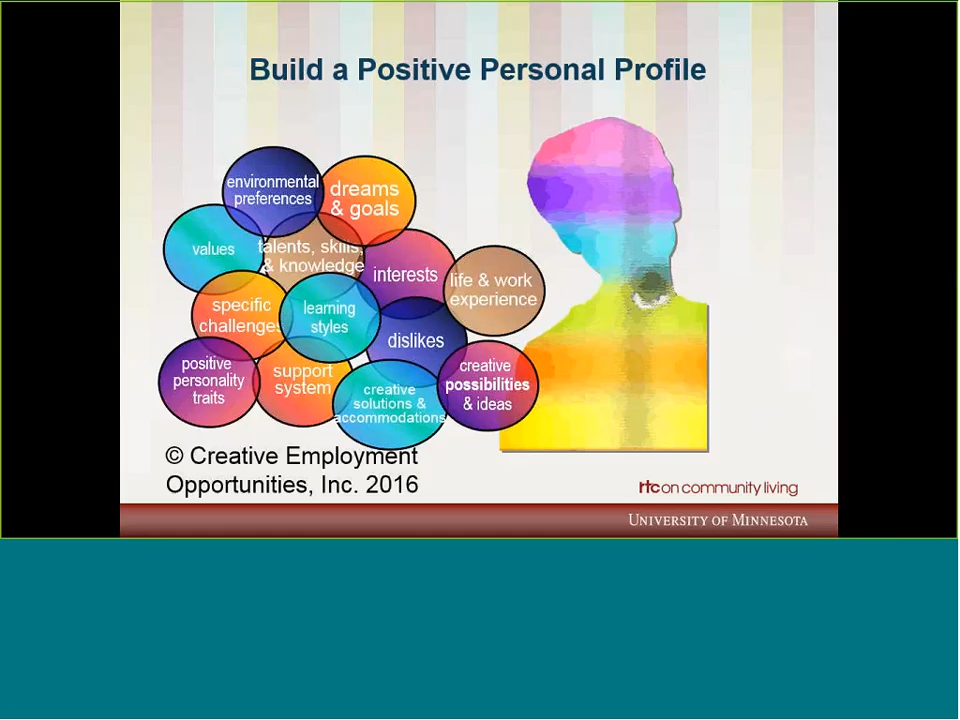 Build a Positive Personal Profile
environmental
preferences
dreams
& goals
values
talents, skills,
& knowledge
interests
life & work
experience
specific
challenges
learning
styles
dislikes
positive
personality
traits
support
system
creative
solutions &
accommodations
creative
possibilities
& ideas
© Creative Employment
Opportunities, Inc. 2016
rtc on community living
UNIVERSITY OF MINNESOTA